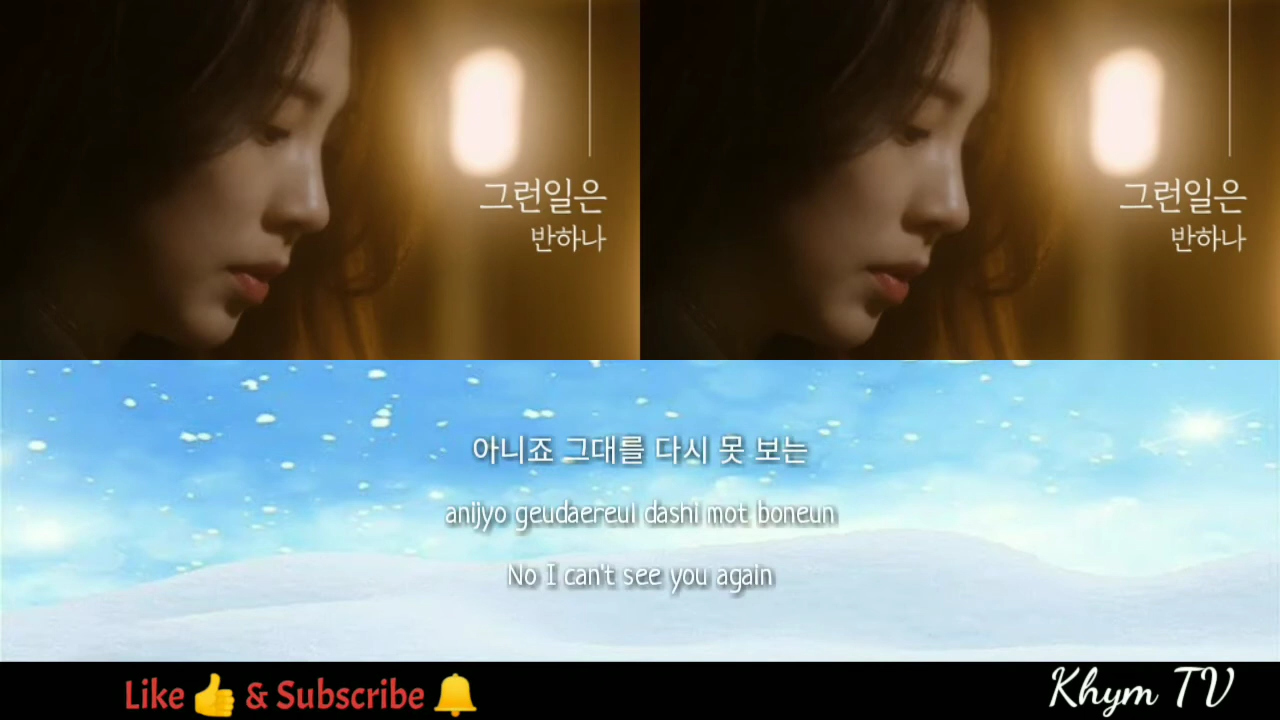 그런일은
반하나
그런일은
반하나
아니죠 그대를 다시 못 보는
anijyo geudaereul dashi mot boneun
No I can't see you again
Like 👍 & Subscribe 🔔
Khym TV